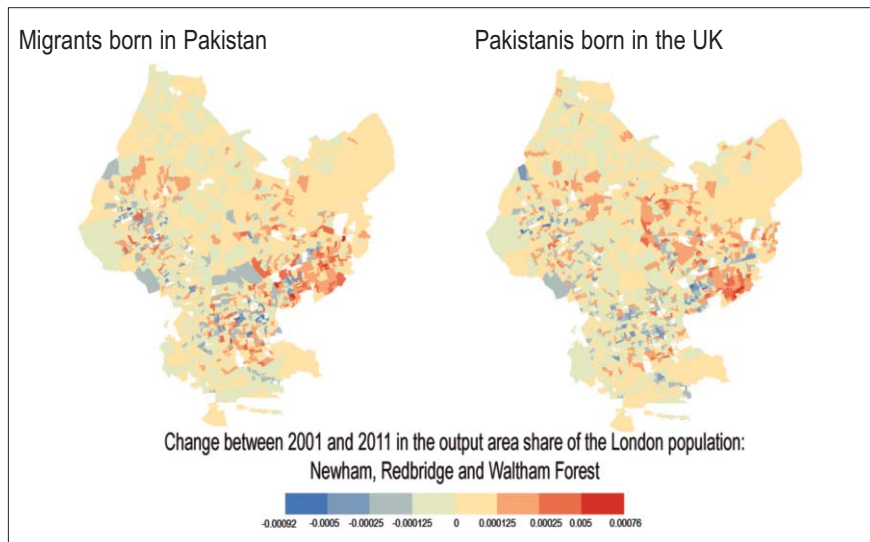 Migrants born in Pakistan
Pakistanis born in the UK
Change between 2001 and 2011 in the output area share of the London population:
Newham, Redbridge and Waltham Forest
-0.00092 -0.0005 -0.00025 -0.000125 0 0.000125 0.00025 0.005 0.00076